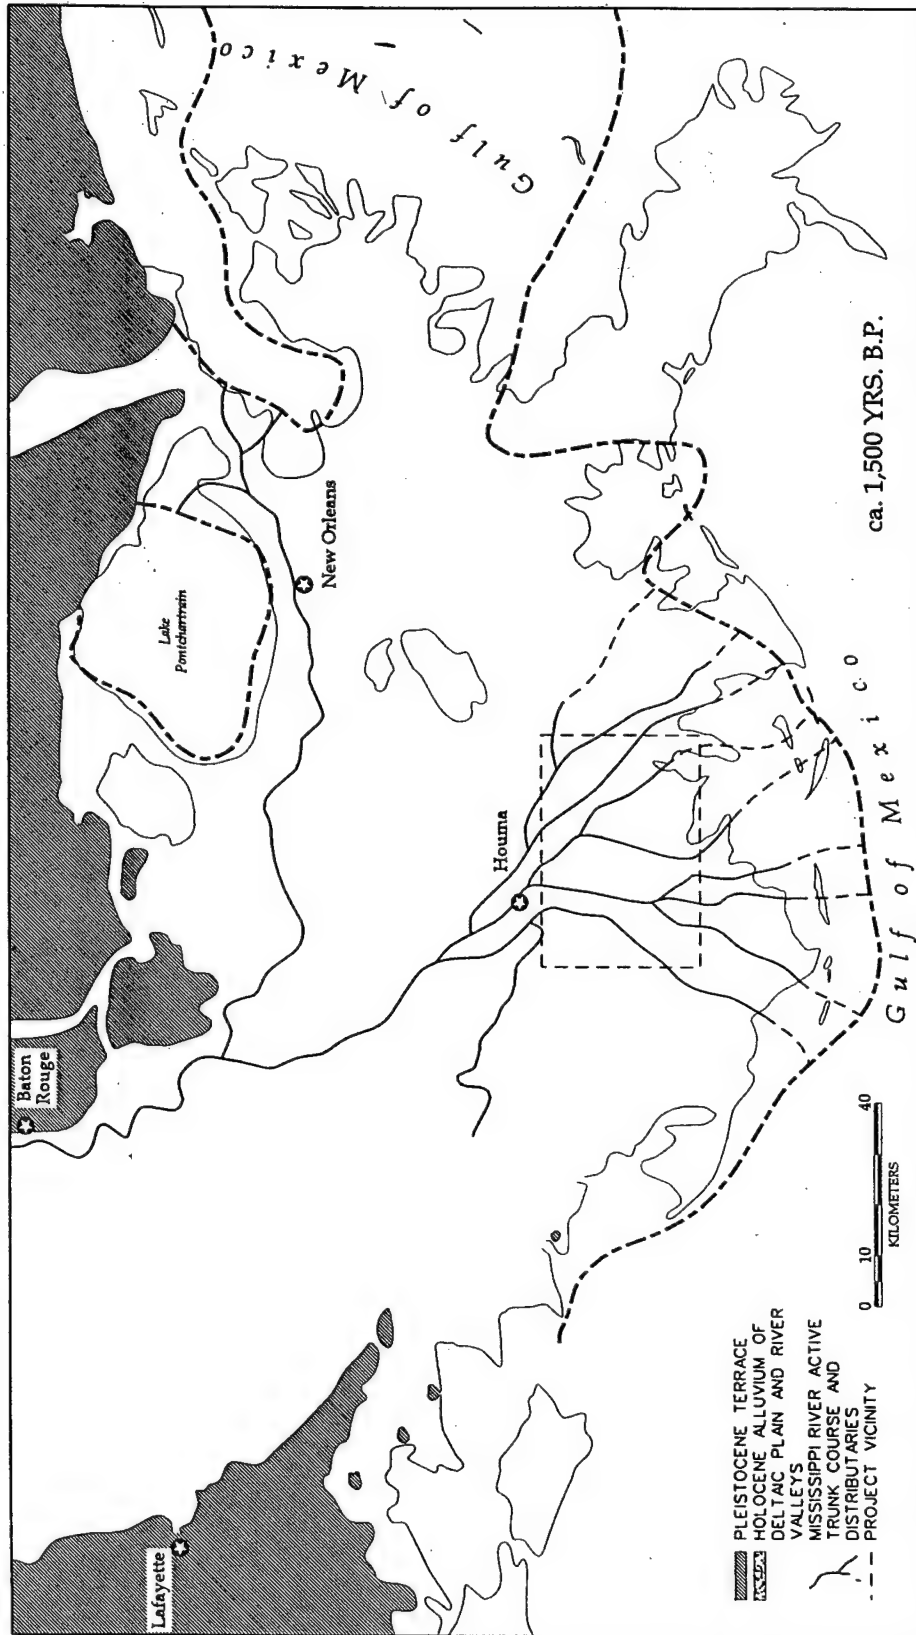 Baton
Rouge
Lafayette
Lake
Pontchartrain
New Orleans
Houma
Gulf of Mexico
Gulf of Mexico
ca. 1,500 YRS. B.P.
PLEISTOCENE TERRACE
HOLOCENE ALLUVIUM OF
DELTAIC PLAIN AND RIVER
VALLEYS
MISSISSIPPI RIVER ACTIVE
TRUNK COURSE AND
DISTRIBUTARIES
PROJECT VICINITY
0 10 40
KILOMETERS